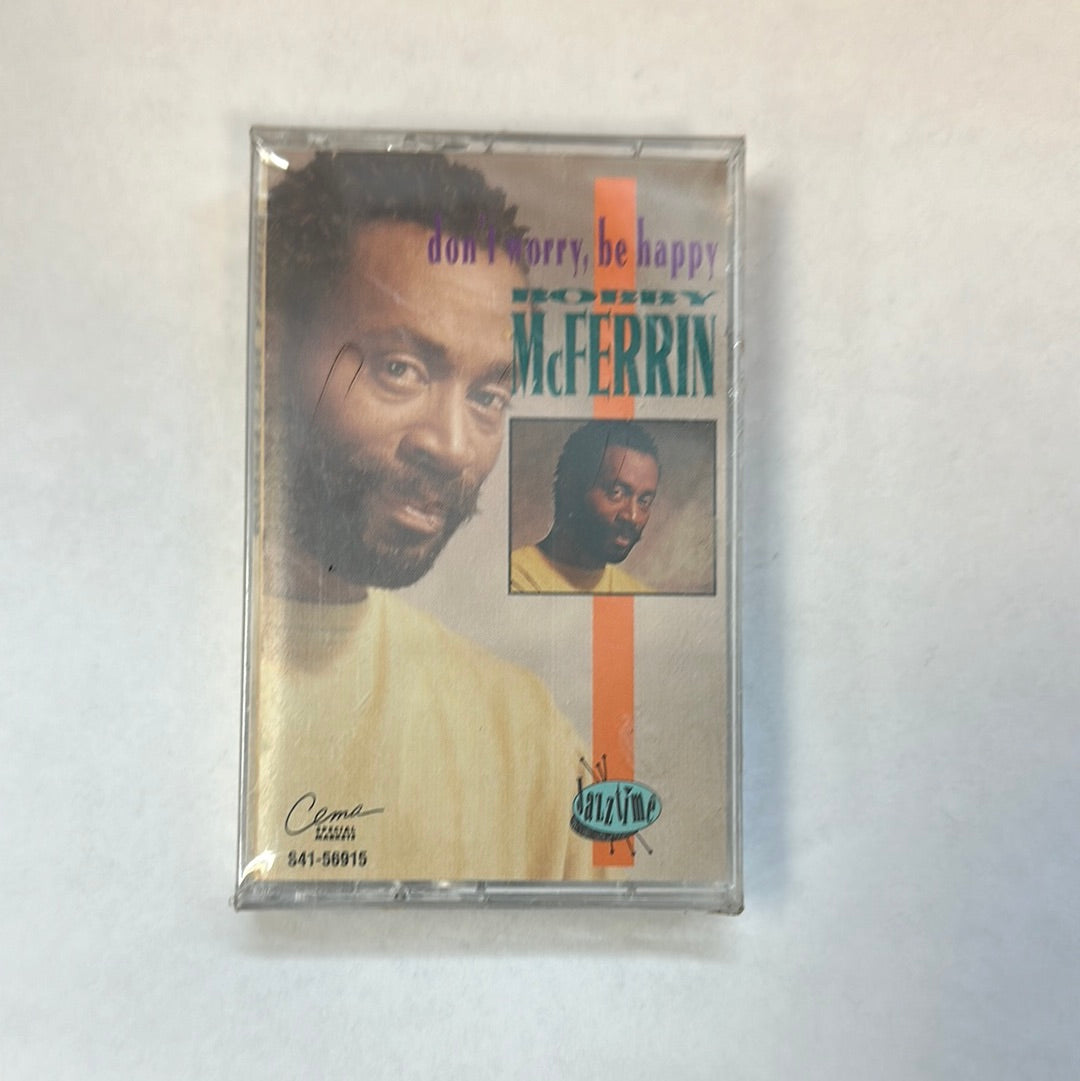 don't worry, be happy
BOBBY
McFERRIN
Jazztime
Cema
SPECIAL
MARKETS
S41-56915